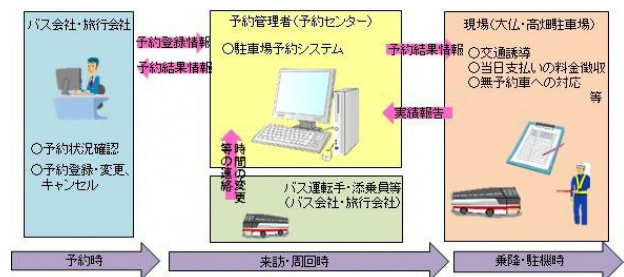 バス会社・旅行会社
○予約状況確認
○予約登録・変更、
キャンセル
予約登録情報
予約結果情報
予約管理者(予約センター)
○駐車場予約システム
時間の変更
等の連絡
バス運転手・添乗員等
(バス会社・旅行会社)
予約結果情報
実績報告
現場(大仏・高畑駐車場)
○交通誘導
○当日支払いの料金徴収
○無予約車への対応
等
予約時
来訪・周回時
乗降・駐機時